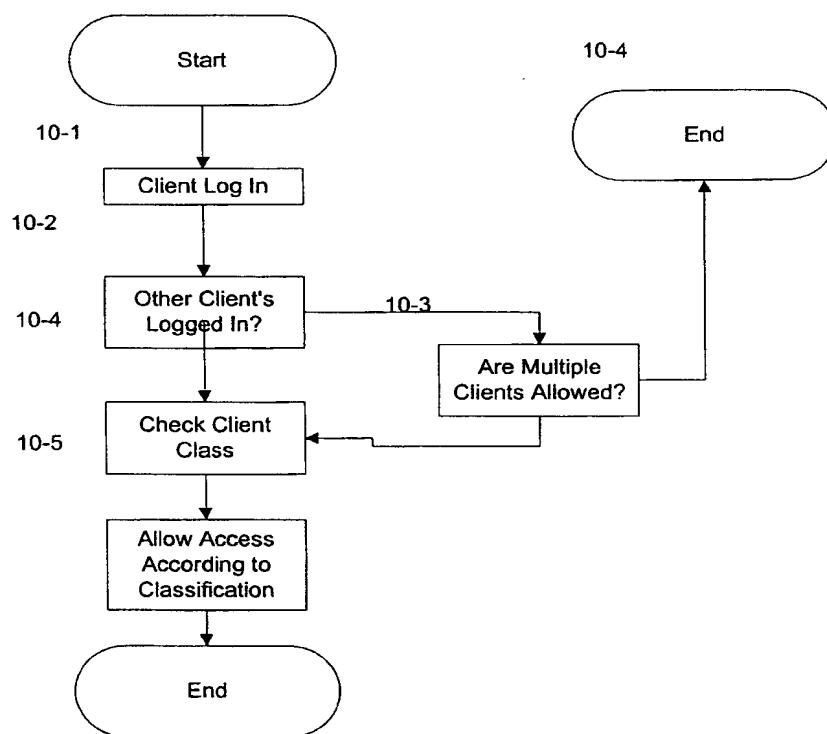 Start
10-4
End
10-1
Client Log In
10-2
Other Client's
Logged In?
10-3
10-4
Are Multiple
Clients Allowed?
Check Client
Class
10-5
Allow Access
According to
Classification
End